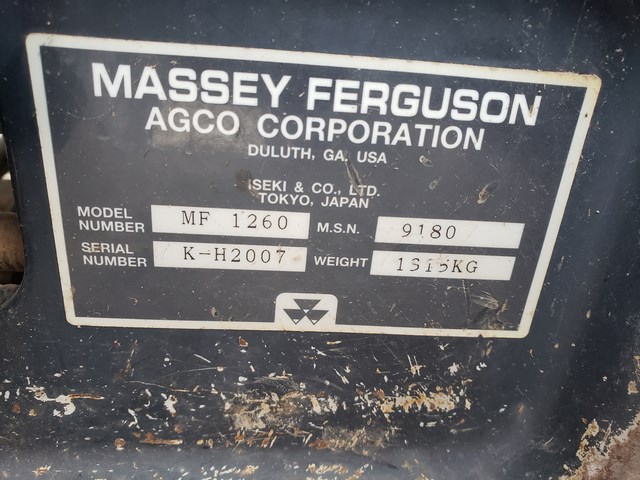 MASSEY FERGUSON
AGCO CORPORATION
DULUTH, GA. USA
ISEKI & CO., LTD.
TOKYO, JAPAN
MODEL NUMBER MF 1260 M.S.N. 9180
SERIAL NUMBER K-H2007 WEIGHT 1315KG